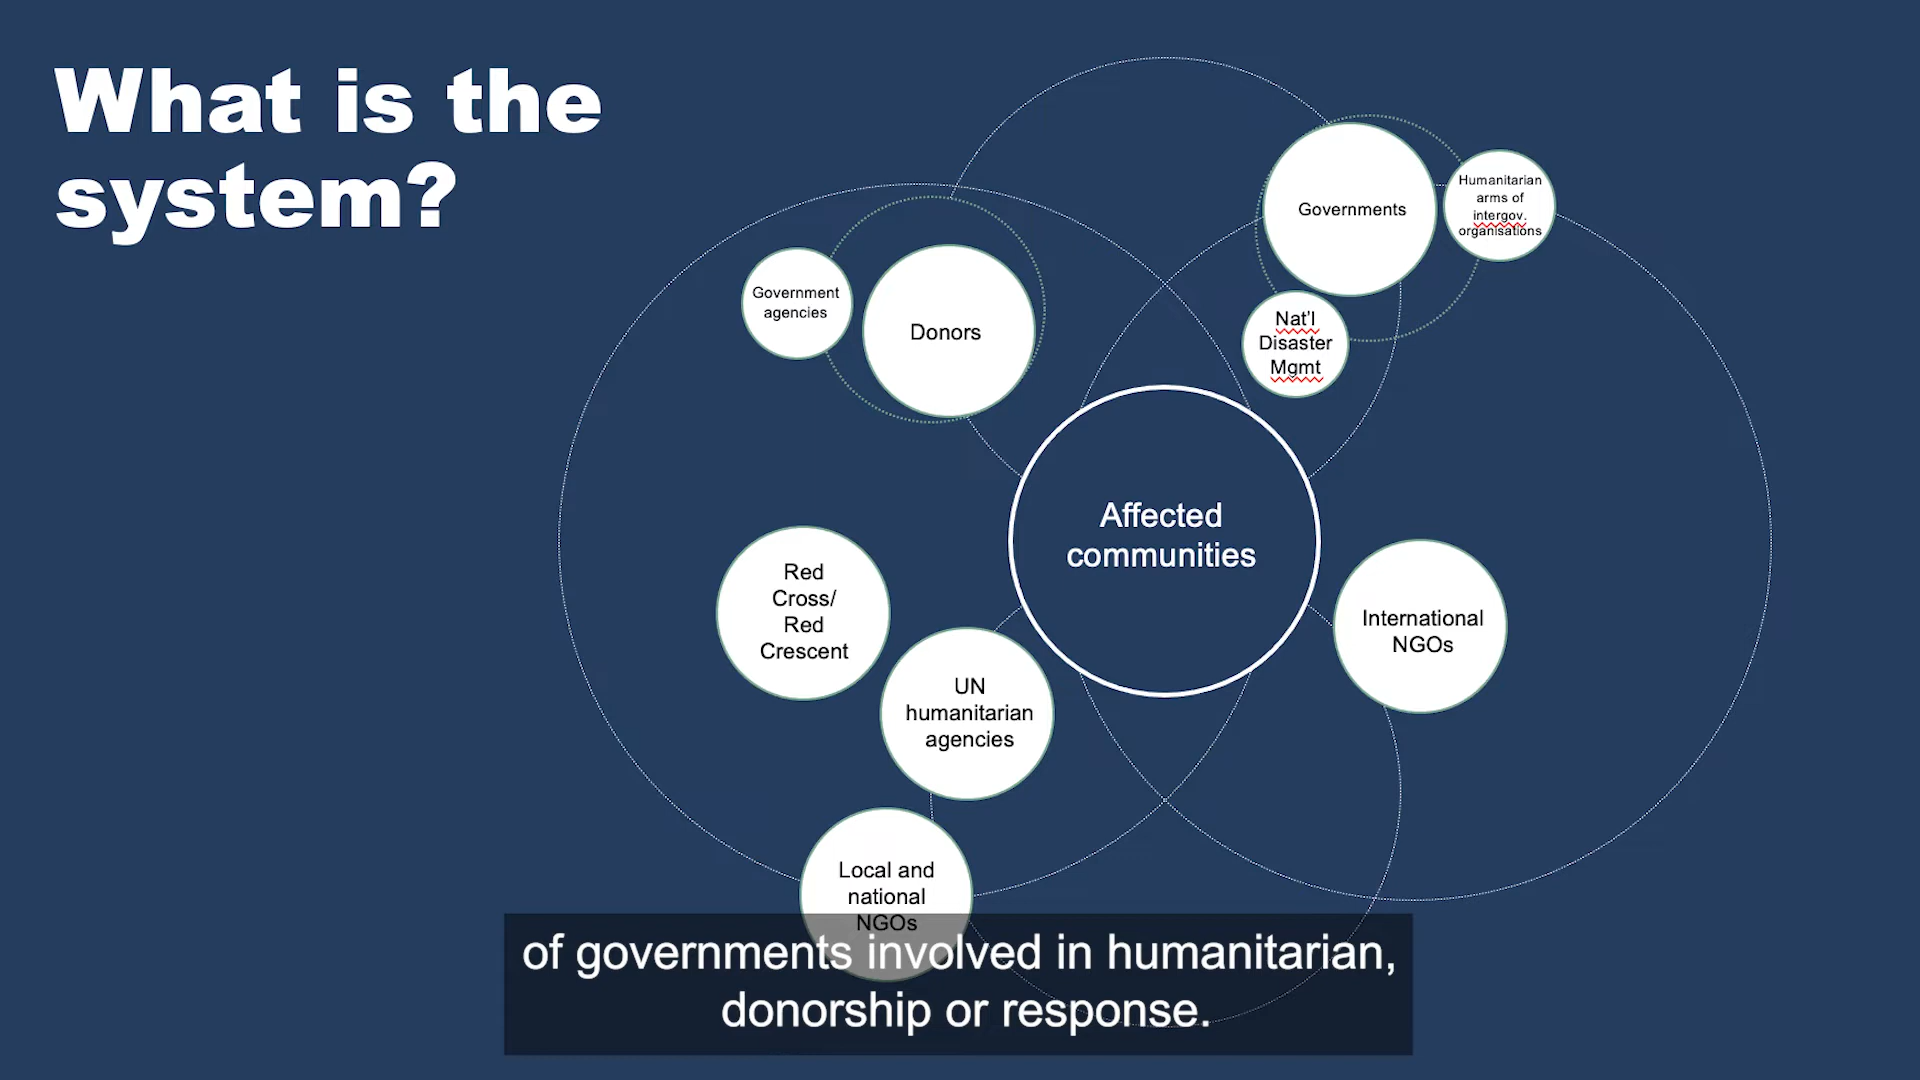 What is the
system?
Governments
Humanitarian
arms of
intergov.
organisations
Government
agencies
Donors
Nat'l
Disaster
Mgmt
Affected
communities
Red
Cross/
Red
Crescent
International
NGOs
UN
humanitarian
agencies
Local and
national
NGOs
of governments involved in humanitarian,
donorship or response.